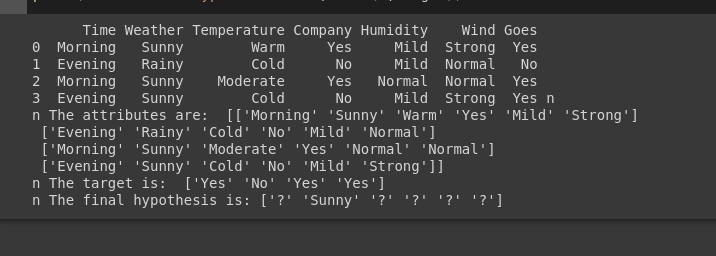 Time Weather Temperature Company Humidity Wind Goes
0 Morning Sunny Warm Yes Mild Strong Yes
1 Evening Rainy Cold No Mild Normal No
2 Morning Sunny Moderate Yes Normal Normal Yes
3 Evening Sunny Cold No Mild Strong Yes n
n The attributes are: [['Morning' 'Sunny' 'Warm' 'Yes' 'Mild' 'Strong']
['Evening' 'Rainy' 'Cold' 'No' 'Mild' 'Normal']
['Morning' 'Sunny' 'Moderate' 'Yes' 'Normal' 'Normal']
['Evening' 'Sunny' 'Cold' 'No' 'Mild' 'Strong']]
n The target is: ['Yes' 'No' 'Yes' 'Yes']
n The final hypothesis is: ['?' 'Sunny' '?' '?' '?' '?']